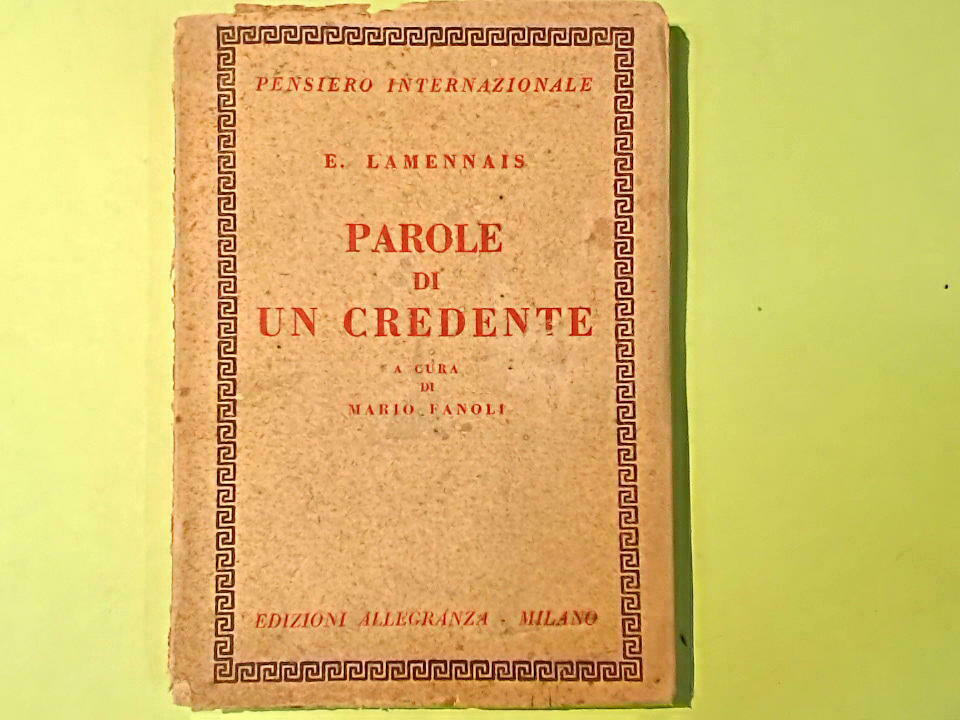 PENSIERO INTERNAZIONALE
E. LAMENNAIS
PAROLE
DI
UN CREDENTE
A CURA
DI
MARIO FANOLI
EDIZIONI ALLEGRANZA - MILANO